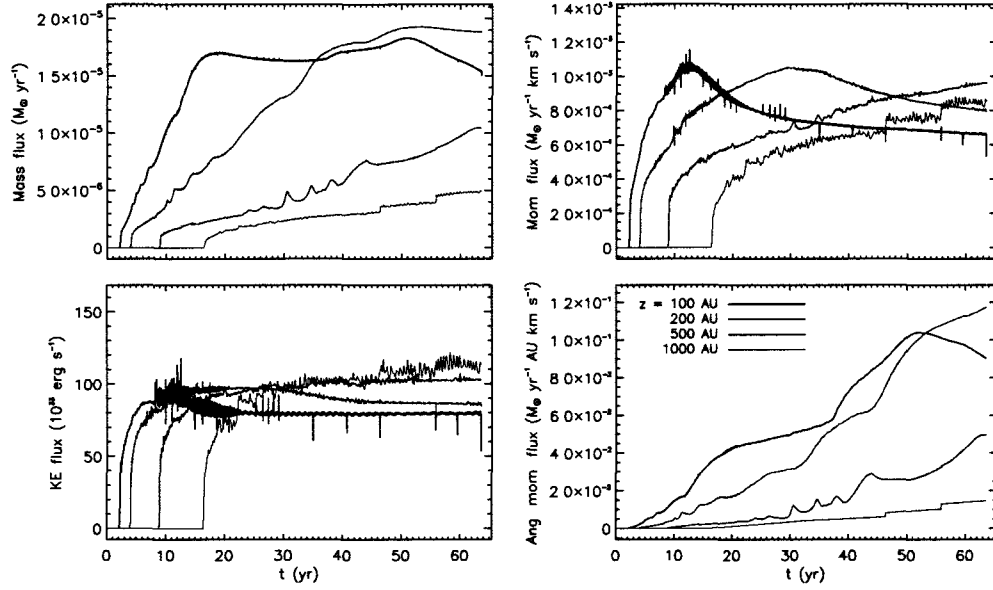 2 0×10⁻⁵
1.5×10⁻⁵
1.0×10⁻⁵
5 0×10⁻⁶
0
Mass flux (M⊙ yr⁻¹)
1 4×10⁻³
1.2×10⁻³
1.0×10⁻³
8 0×10⁻⁴
6 0×10⁻⁴
4 0×10⁻⁴
2 0×10⁻⁴
0
Mom flux (M⊙ yr⁻¹ km s⁻¹)
150
100
50
0
KE flux (10³³ erg s⁻¹)
0 10 20 30 40 50 60
t (yr)
1.2×10⁻¹
1 0×10⁻¹
8 0×10⁻²
6 0×10⁻²
4 0×10⁻²
2 0×10⁻²
0
Ang mom flux (M⊙ yr⁻¹ AU km s⁻¹)
z = 100 AU
200 AU
500 AU
1000 AU
0 10 20 30 40 50 60
t (yr)